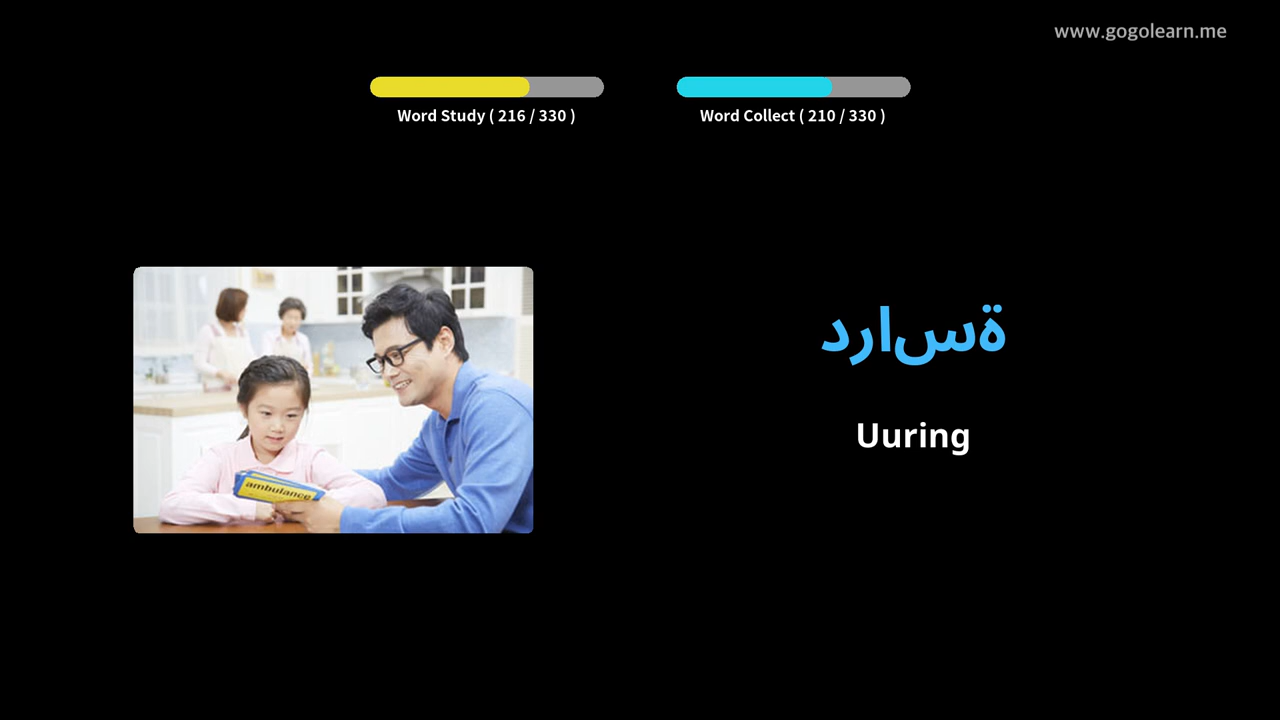 www.gogolearn.me
Word Study ( 216 / 330 )
Word Collect ( 210 / 330 )
ةسارد
Uuring
ambulance